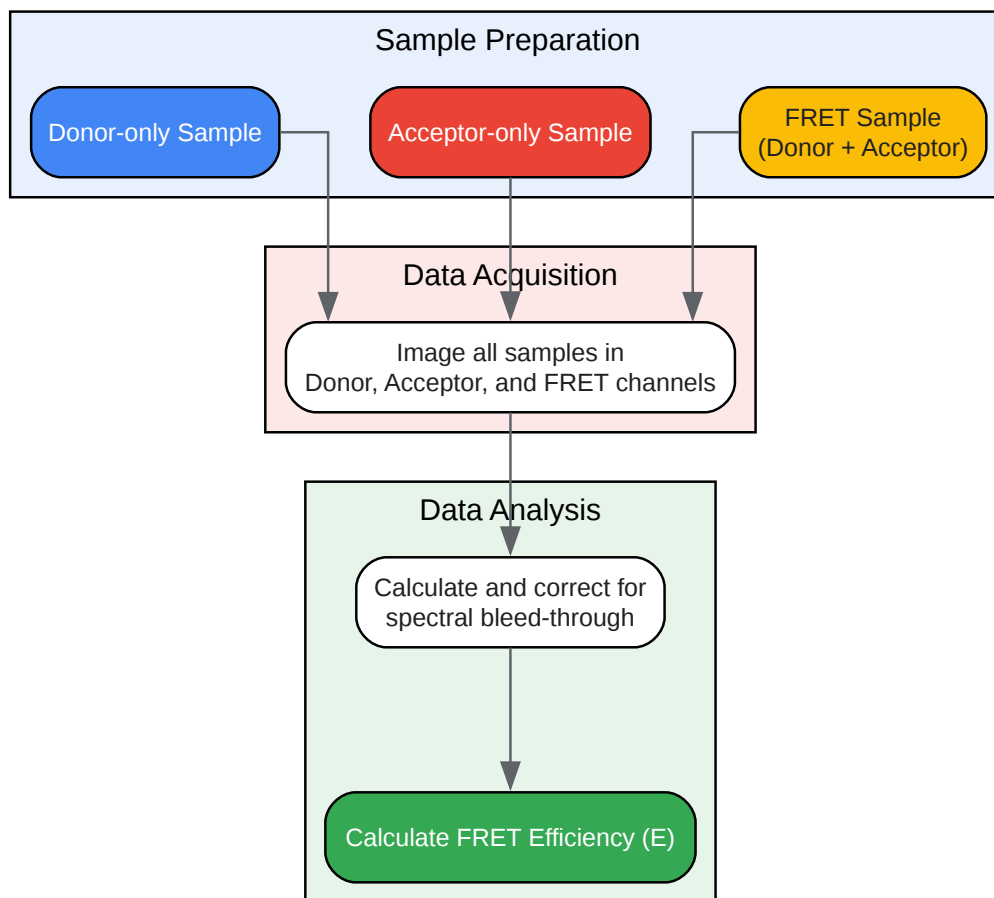 Sample Preparation
Donor-only Sample
Acceptor-only Sample
FRET Sample
(Donor + Acceptor)
Data Acquisition
Image all samples in
Donor, Acceptor, and FRET channels
Data Analysis
Calculate and correct for
spectral bleed-through
Calculate FRET Efficiency (E)